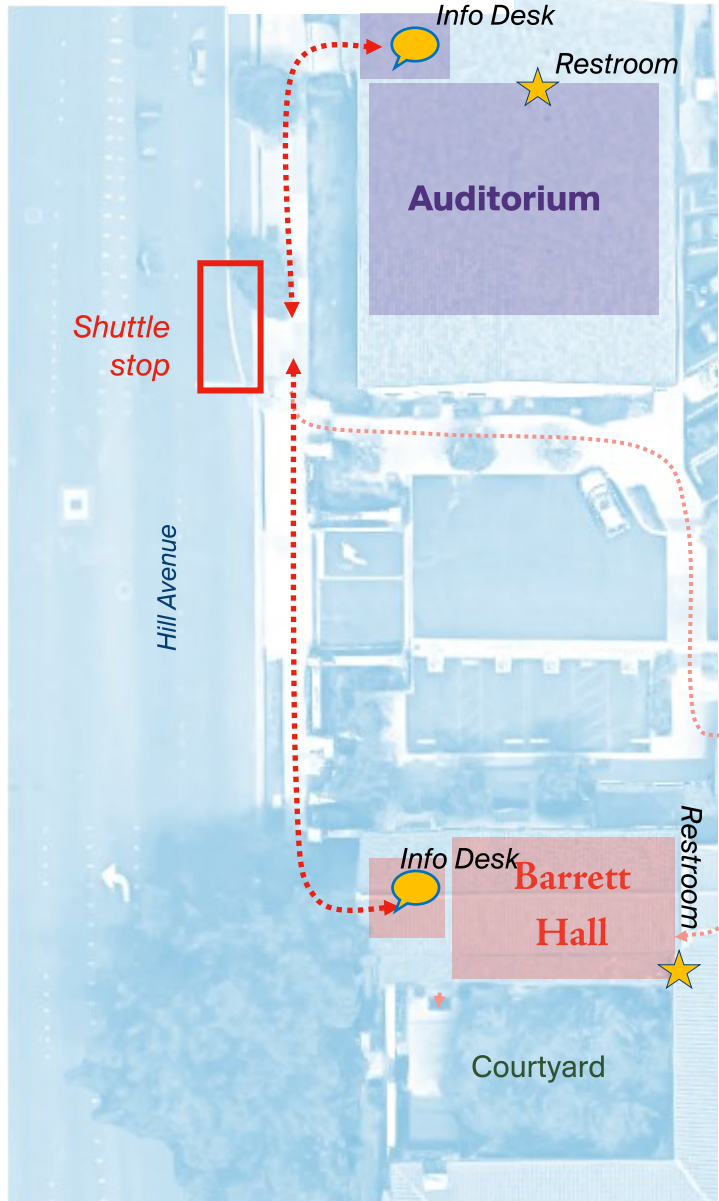 Info Desk
Restroom
Auditorium
Shuttle
stop
Hill Avenue
Restroom
Info Desk
Barrett
Hall
Courtyard